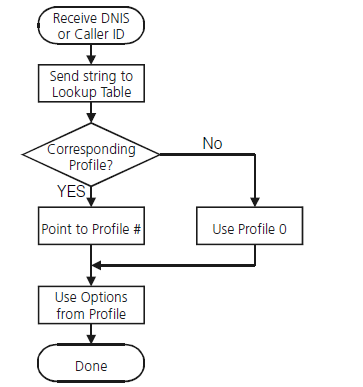 Receive DNIS
or Caller ID
Send string to
Lookup Table
Corresponding
Profile?
No
YES
Point to Profile #
Use Profile 0
Use Options
from Profile
Done